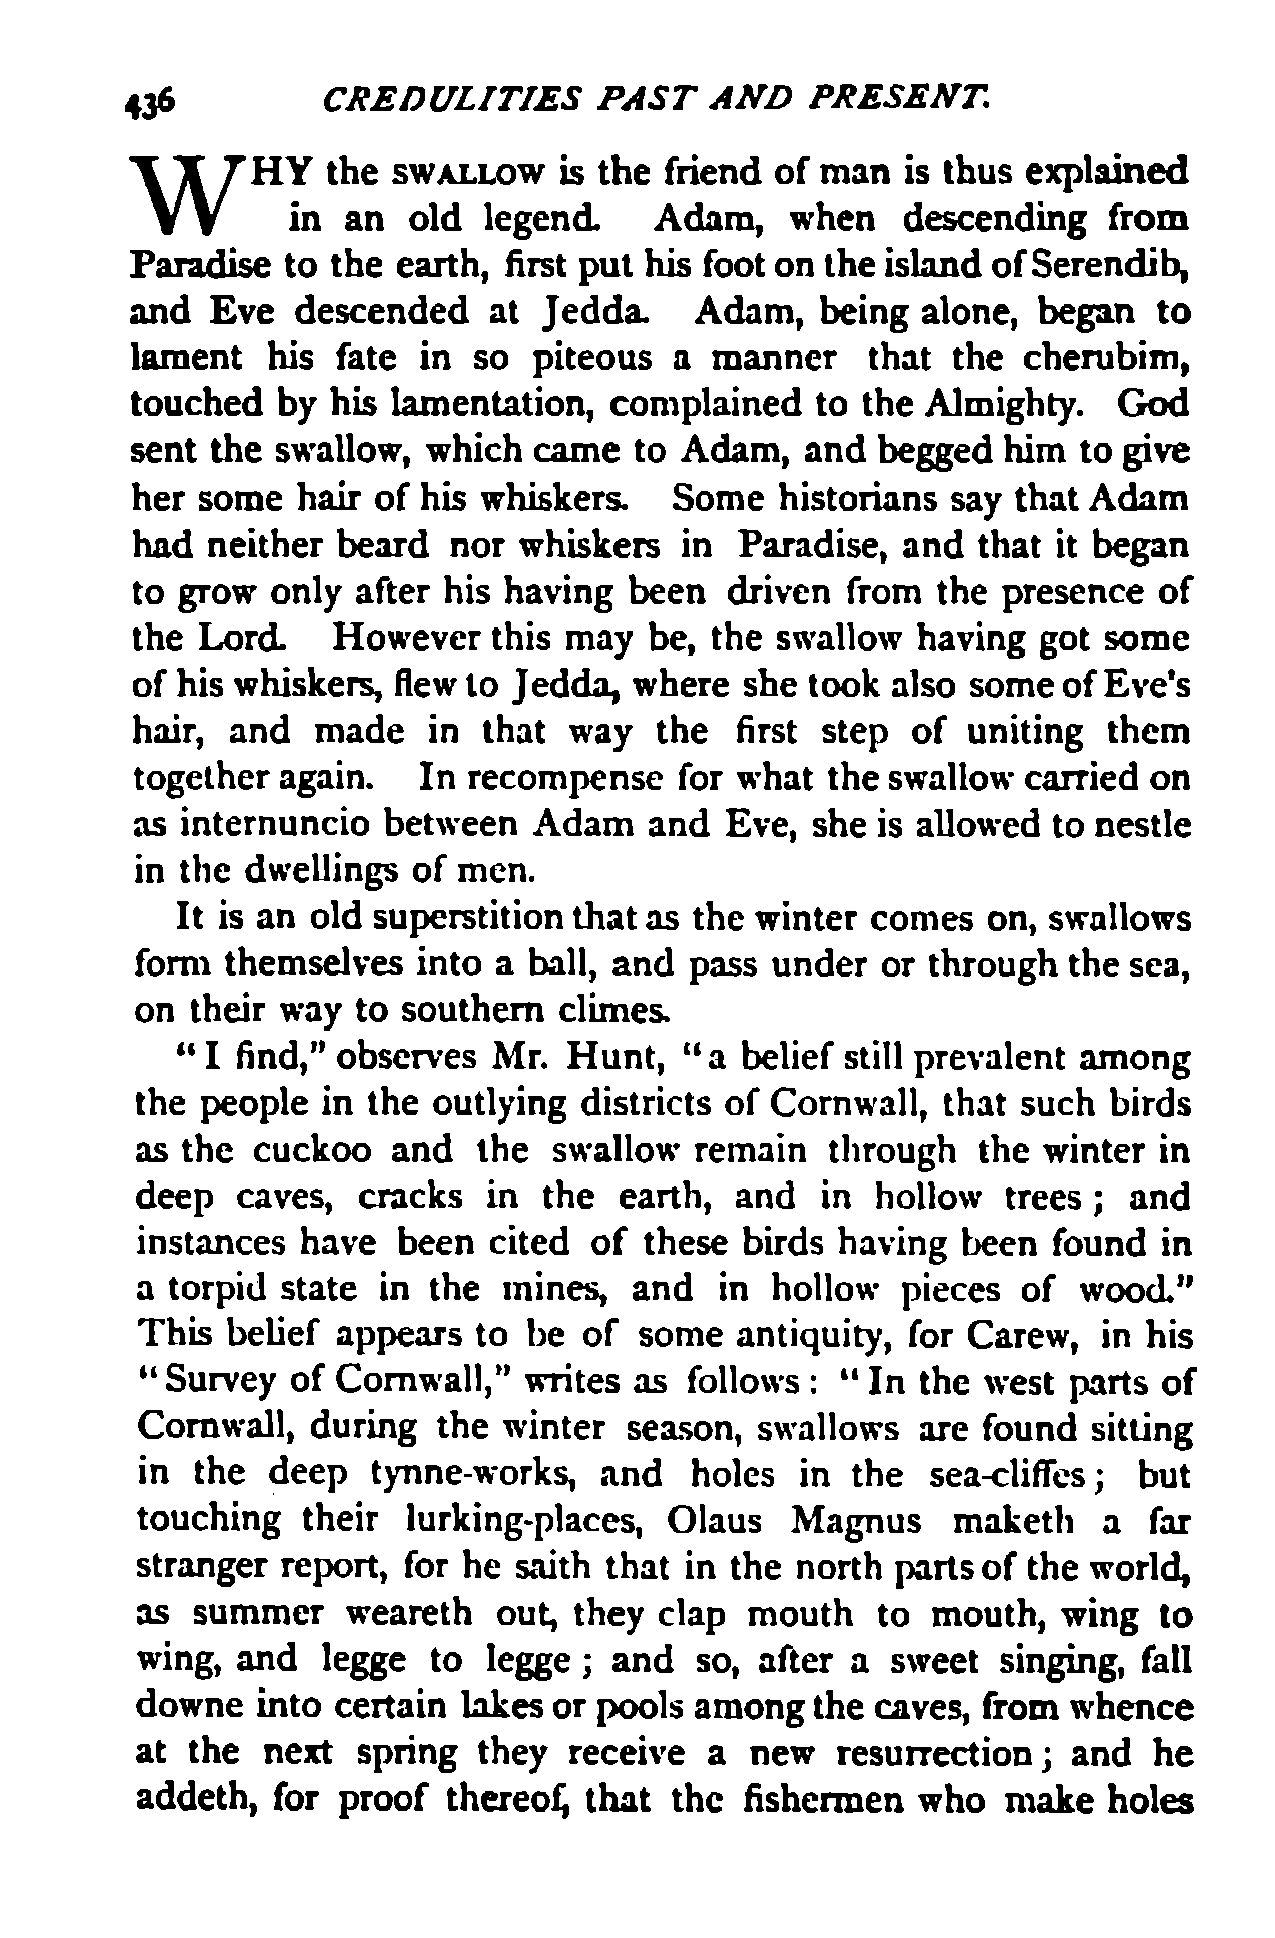 436 CREDULITIES PAST AND PRESENT.
WHY the SWALLOW is the friend of man is thus explained
in an old legend. Adam, when descending from
Paradise to the earth, first put his foot on the island of Serendib,
and Eve descended at Jedda. Adam, being alone, began to
lament his fate in so piteous a manner that the cherubim,
touched by his lamentation, complained to the Almighty. God
sent the swallow, which came to Adam, and begged him to give
her some hair of his whiskers. Some historians say that Adam
had neither beard nor whiskers in Paradise, and that it began
to grow only after his having been driven from the presence of
the Lord. However this may be, the swallow having got some
of his whiskers, flew to Jedda, where she took also some of Eve's
hair, and made in that way the first step of uniting them
together again. In recompense for what the swallow carried on
as internuncio between Adam and Eve, she is allowed to nestle
in the dwellings of men.
It is an old superstition that as the winter comes on, swallows
form themselves into a ball, and pass under or through the sea,
on their way to southern climes.
"I find," observes Mr. Hunt, "a belief still prevalent among
the people in the outlying districts of Cornwall, that such birds
as the cuckoo and the swallow remain through the winter in
deep caves, cracks in the earth, and in hollow trees; and
instances have been cited of these birds having been found in
a torpid state in the mines, and in hollow pieces of wood."
This belief appears to be of some antiquity, for Carew, in his
"Survey of Cornwall," writes as follows: "In the west parts of
Cornwall, during the winter season, swallows are found sitting
in the deep tynne-works, and holes in the sea-cliffes; but
touching their lurking-places, Olaus Magnus maketh a far
stranger report, for he saith that in the north parts of the world,
as summer weareth out, they clap mouth to mouth, wing to
wing, and legge to legge; and so, after a sweet singing, fall
downe into certain lakes or pools among the caves, from whence
at the next spring they receive a new resurrection; and he
addeth, for proof thereof, that the fishermen who make holes